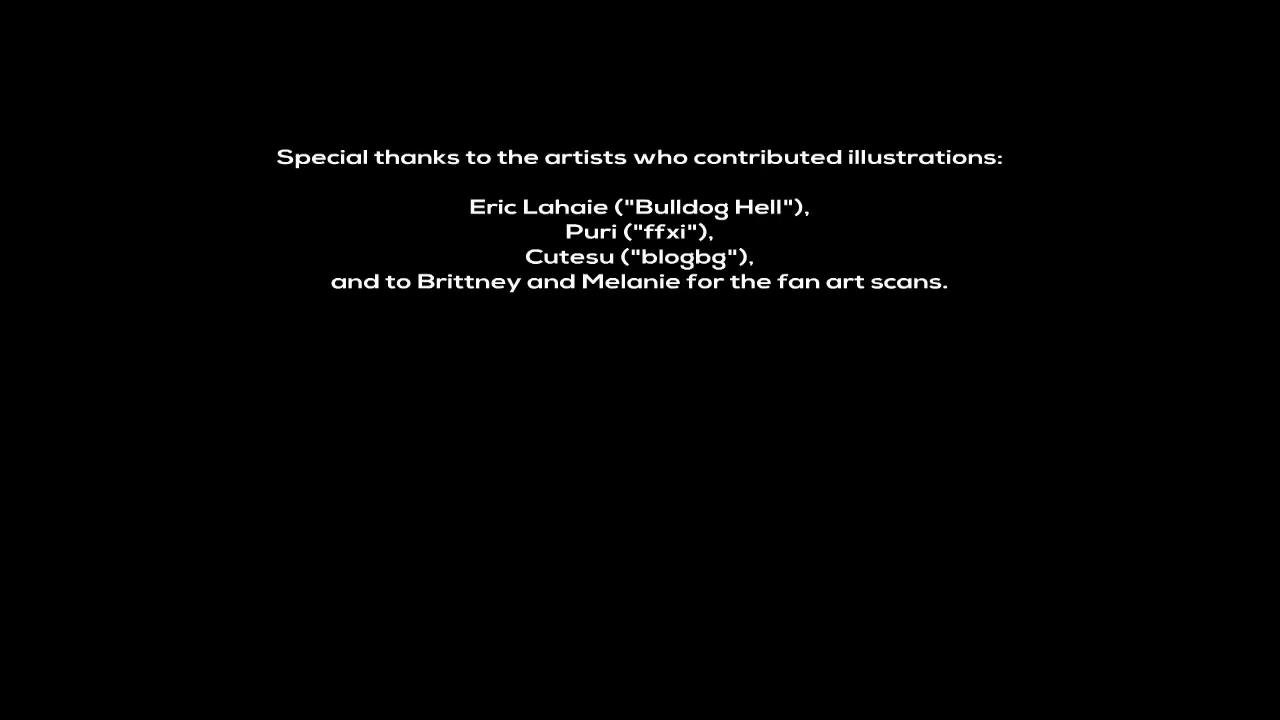 Special thanks to the artists who contributed illustrations:
Eric Lahaie ("Bulldog Hell"),
Puri ("ffxi"),
Cutesu ("blogbg"),
and to Brittney and Melanie for the fan art scans.